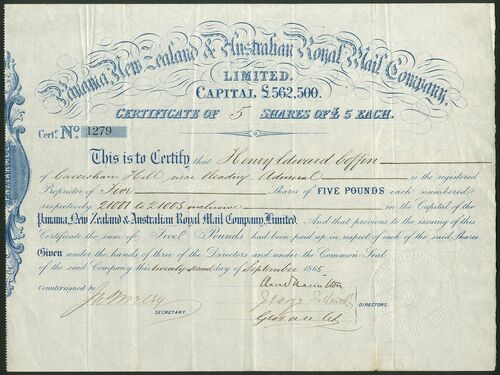 Panama, New Zealand & Australian Royal Mail Company,
LIMITED.
CAPITAL £562,500.
CERTIFICATE OF 5 SHARES OF £5 EACH.
Cert: No. 1279
This is to Certify that Henry Edward Coffin
of Caversham Hill near Reading Admiral is the registered
Proprietor of Five Shares of FIVE POUNDS each numbered
respectively 21001 to 21005 inclusive in the Capital of the
Panama, New Zealand & Australian Royal Mail Company, Limited. And that previous to the issuing of this
Certificate the sum of Five Pounds had been paid up in respect of each of the said Shares.
Given under the hands of three of the Directors and under the Common Seal
of the said Company this twenty second day of September 1865
Countersigned by
SECRETARY.
DIRECTORS.